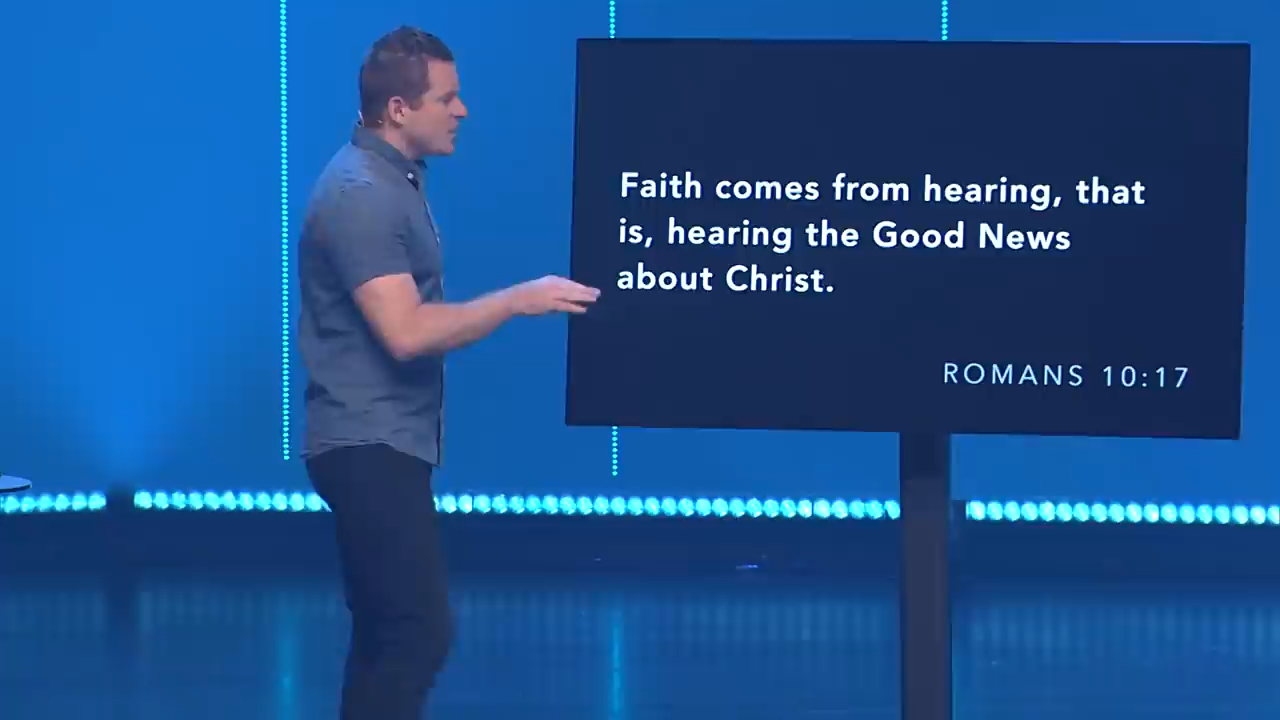 Faith comes from hearing, that
is, hearing the Good News
about Christ.
ROMANS 10:17